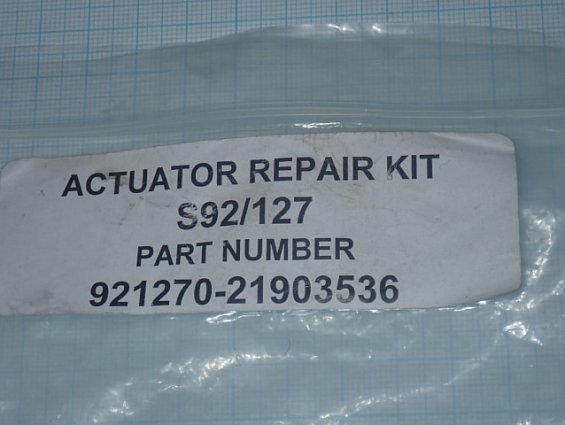 ACTUATOR REPAIR KIT
S92/127
PART NUMBER
921270-21903536